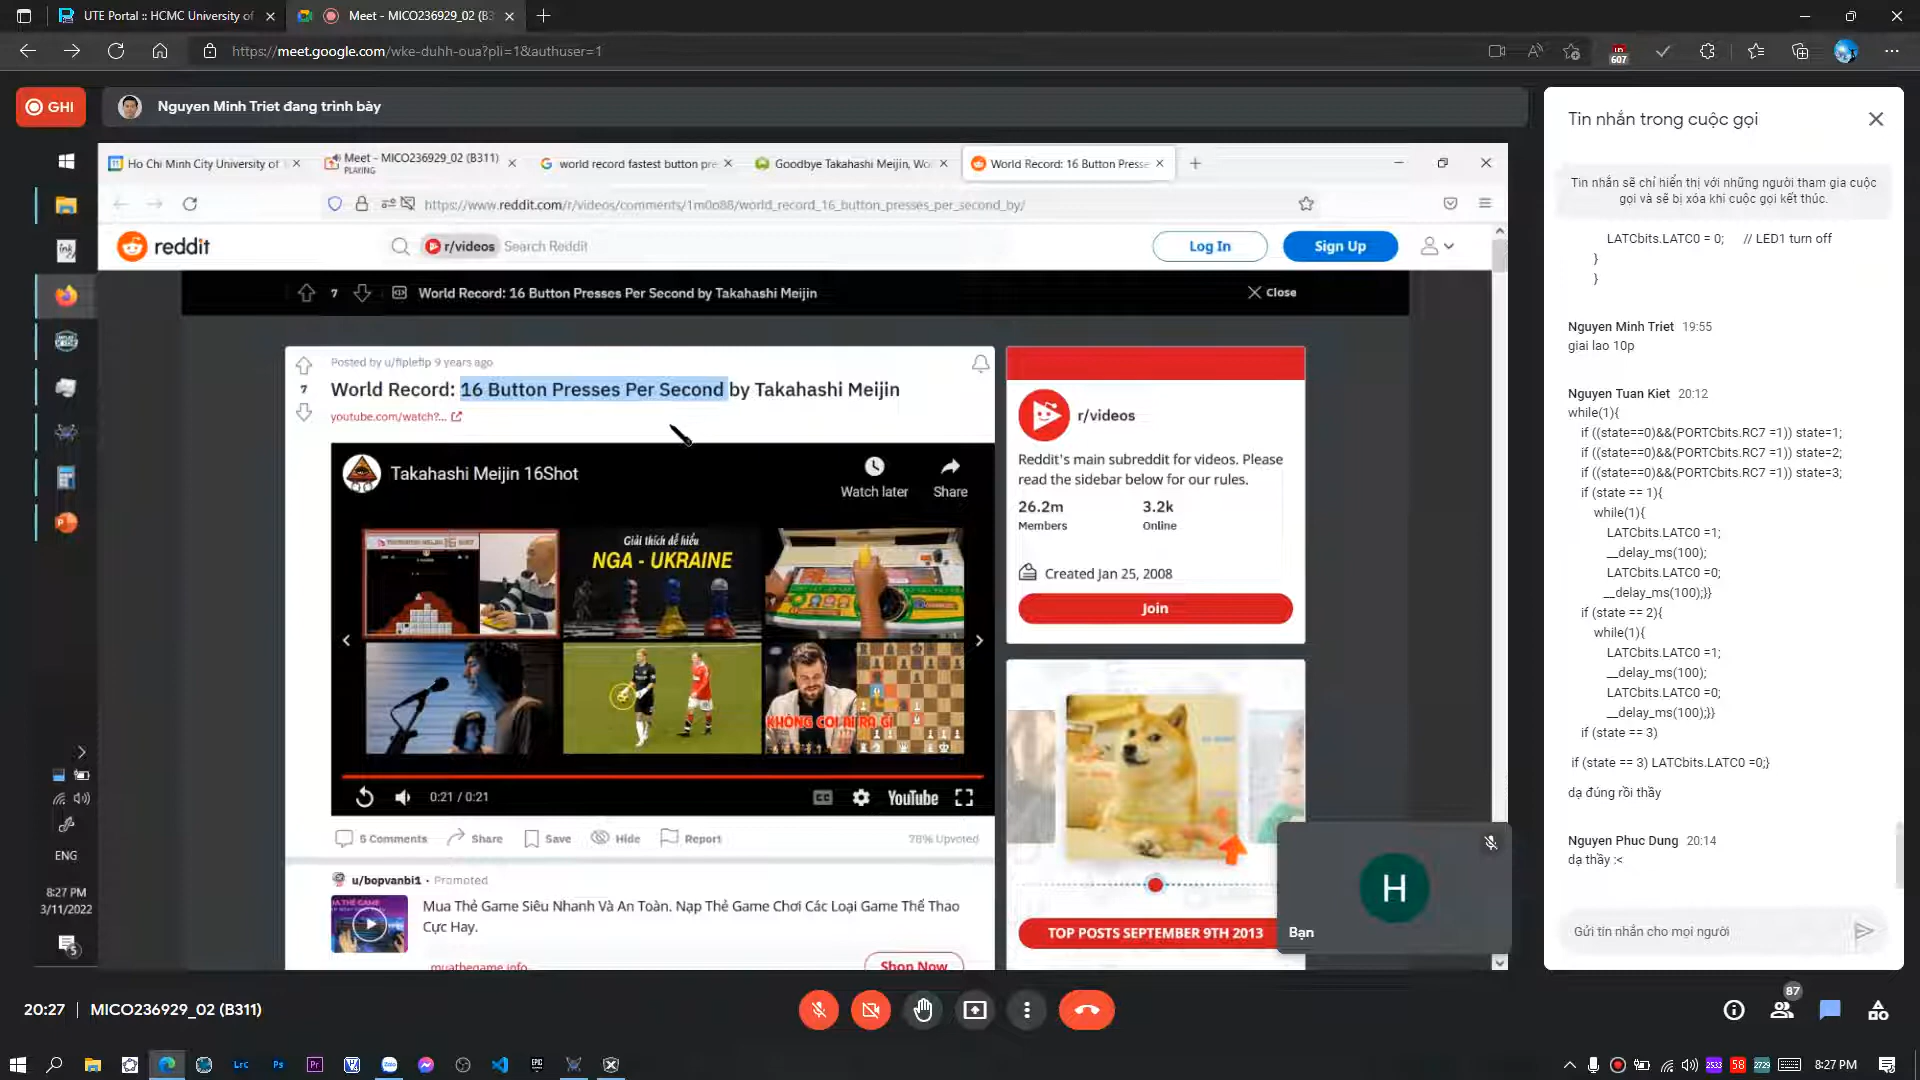 UTE Portal :: HCMC University of
Meet - MICO236929_02 (B3
https://meet.google.com/wke-duhh-oua?pli=1&authuser=1
607
GHI
Nguyen Minh Triet đang trình bày
Ho Chi Minh City University of
Meet - MICO236929_02 (B311)
PLAYING
world record fastest button pre
Goodbye Takahashi Meijin, Wo
World Record: 16 Button Presse
https://www.reddit.com/r/videos/comments/1m0o88/world_record_16_button_presses_per_second_by/
reddit
r/videos
Search Reddit
Log In
Sign Up
7
World Record: 16 Button Presses Per Second by Takahashi Meijin
Close
Posted by u/fiplefip 9 years ago
7
World Record: 16 Button Presses Per Second by Takahashi Meijin
youtube.com/watch?...
Takahashi Meijin 16Shot
Watch later
Share
Giải thích dễ hiểu
NGA - UKRAINE
KHÔNG COI AI RA GÌ
0:21 / 0:21
CC
YouTube
5 Comments
Share
Save
Hide
Report
78% Upvoted
u/bopvanbi1 • Promoted
Mua Thẻ Game Siêu Nhanh Và An Toàn. Nạp Thẻ Game Chơi Các Loại Game Thể Thao
Cực Hay.
muathegame.info
Shop Now
r/videos
Reddit's main subreddit for videos. Please
read the sidebar below for our rules.
26.2m
Members
3.2k
Online
Created Jan 25, 2008
Join
TOP POSTS SEPTEMBER 9TH 2013
H
Bạn
ENG
8:27 PM
3/11/2022
5
Tin nhắn trong cuộc gọi
Tin nhắn sẽ chỉ hiển thị với những người tham gia cuộc
gọi và sẽ bị xóa khi cuộc gọi kết thúc.
LATCbits.LATC0 = 0; // LED1 turn off
}
}
Nguyen Minh Triet 19:55
giai lao 10p
Nguyen Tuan Kiet 20:12
while(1){
if ((state==0)&&(PORTCbits.RC7 =1)) state=1;
if ((state==0)&&(PORTCbits.RC7 =1)) state=2;
if ((state==0)&&(PORTCbits.RC7 =1)) state=3;
if (state == 1){
while(1){
LATCbits.LATC0 =1;
__delay_ms(100);
LATCbits.LATC0 =0;
__delay_ms(100);}}
if (state == 2){
while(1){
LATCbits.LATC0 =1;
__delay_ms(100);
LATCbits.LATC0 =0;
__delay_ms(100);}}
if (state == 3)
if (state == 3) LATCbits.LATC0 =0;}
dạ đúng rồi thầy
Nguyen Phuc Dung 20:14
dạ thầy :<
Gửi tin nhắn cho mọi người
20:27 | MICO236929_02 (B311)
87
Lrc
Ps
Pr
Zalo
EPIC
2533
58
2729
8:27 PM